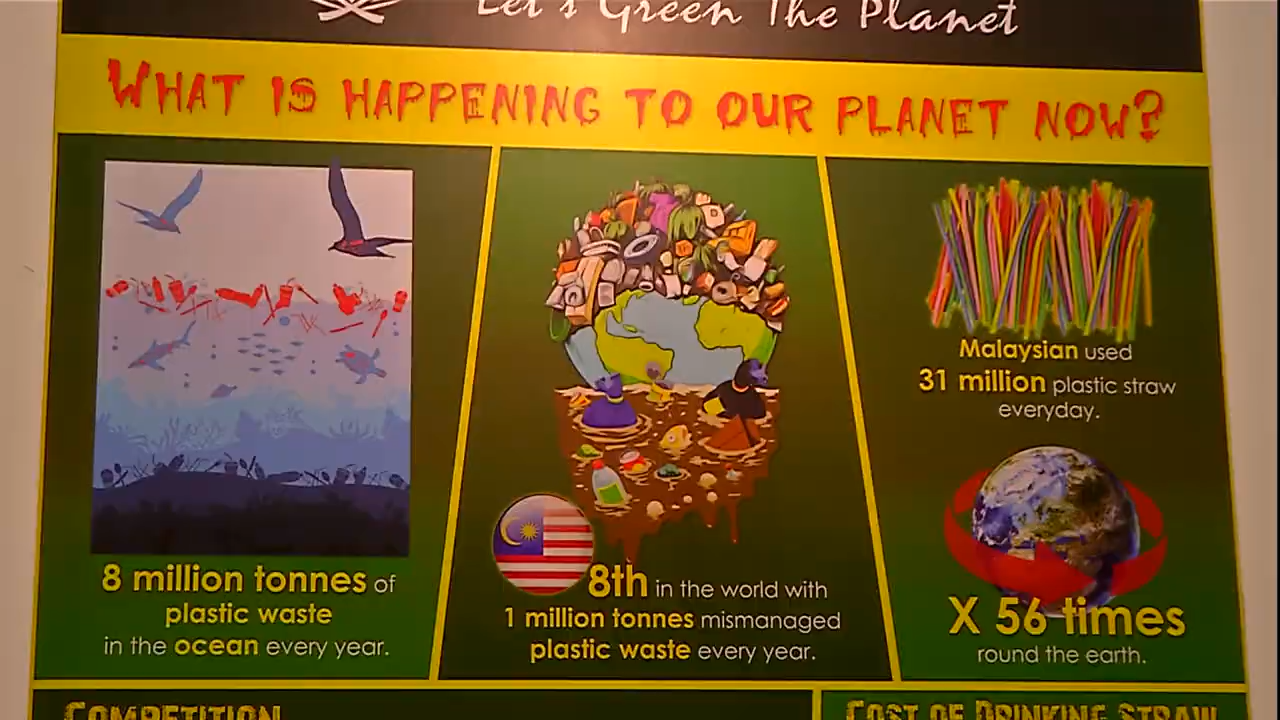 Let's Green The Planet
WHAT IS HAPPENING TO OUR PLANET NOW?
8 million tonnes of
plastic waste
in the ocean every year.
8th in the world with
1 million tonnes mismanaged
plastic waste every year.
Malaysian used
31 million plastic straw
everyday.
X 56 times
round the earth.
COMPETITION
COST OF DRINKING STRAW